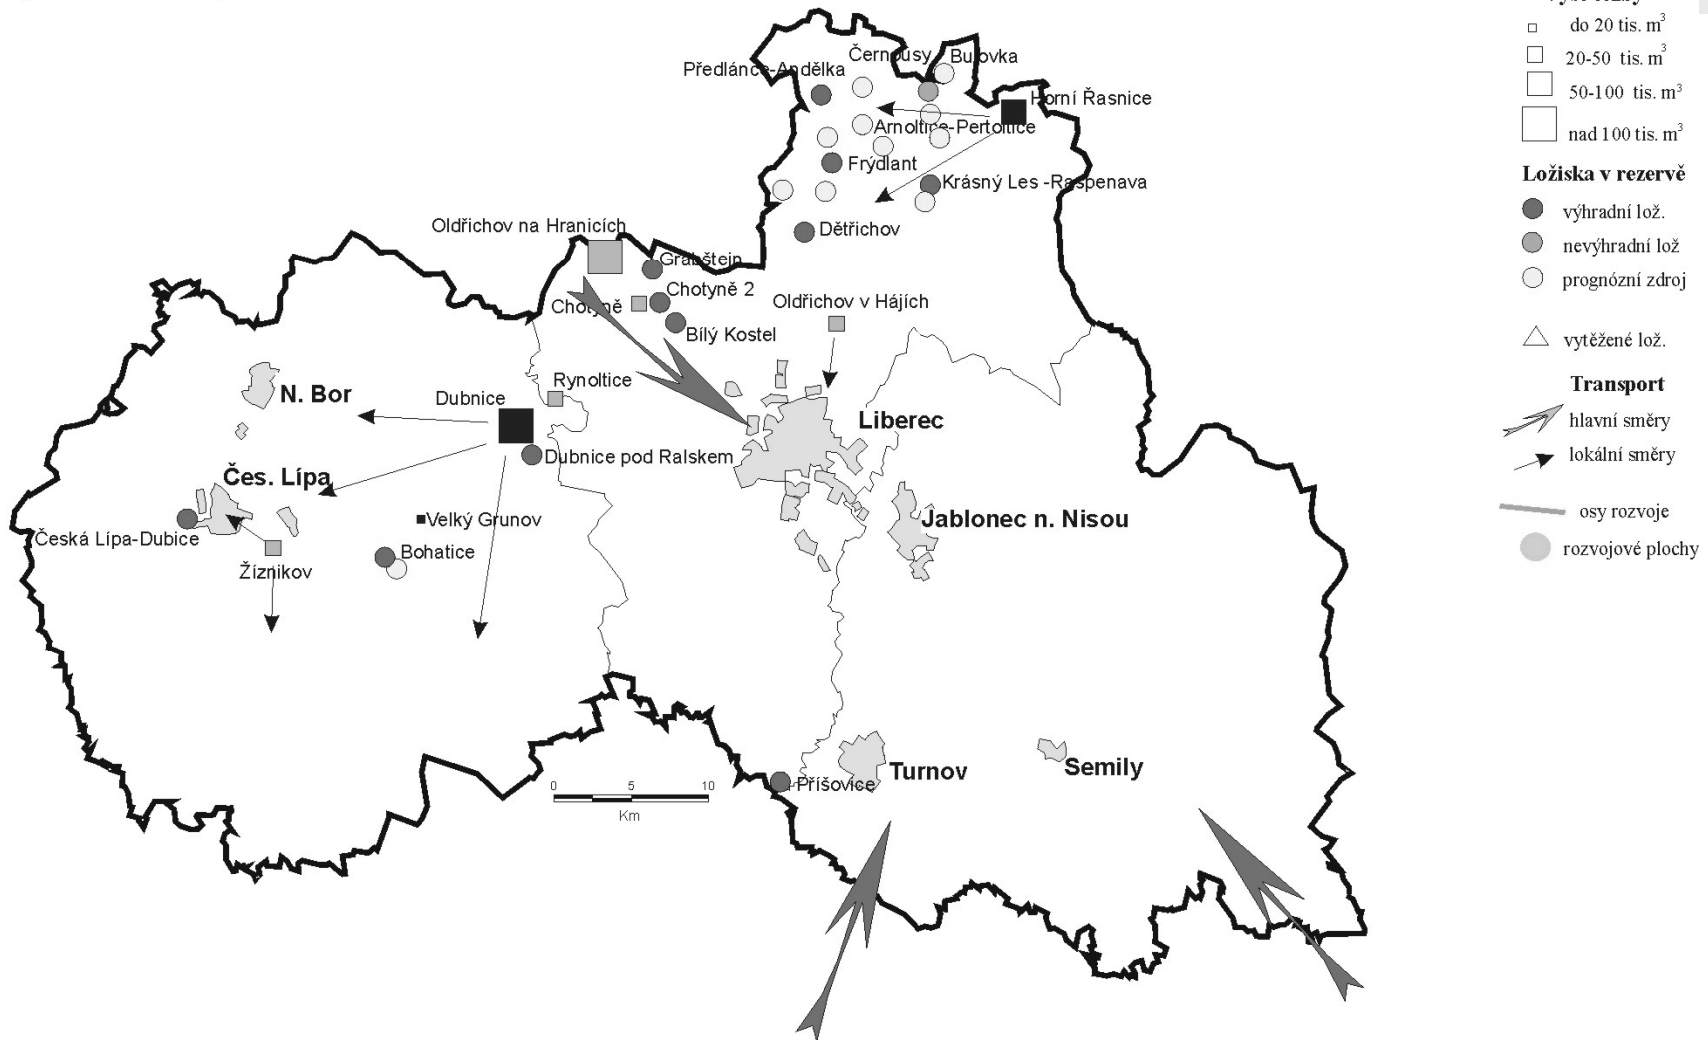 do 20 tis. m³
20-50 tis. m³
50-100 tis. m³
nad 100 tis. m³
Ložiska v rezervě
výhradní lož.
nevýhradní lož
prognózní zdroj
vytěžené lož.
Transport
hlavní směry
lokální směry
osy rozvoje
rozvojové plochy
Černousy
Bulovka
Předlánce-Andělka
Horní Řasnice
Arnoltice-Pertoltice
Frýdlant
Krásný Les -Raspenava
Dětřichov
Oldřichov na Hranicích
Grabštejn
Chotyně 2
Chotyně
Oldřichov v Hájích
Bílý Kostel
Rynoltice
N. Bor
Dubnice
Liberec
Dubnice pod Ralskem
Čes. Lípa
Velký Grunov
Jablonec n. Nisou
Česká Lípa-Dubice
Bohatice
Žíznikov
Turnov
Semily
Příšovice
0 5 10
Km